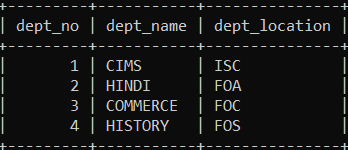 +---------+-----------+---------------+
| dept_no | dept_name | dept_location |
+---------+-----------+---------------+
|       1 | CIMS      | ISC           |
|       2 | HINDI     | FOA           |
|       3 | COMMERCE  | FOC           |
|       4 | HISTORY   | FOS           |
+---------+-----------+---------------+